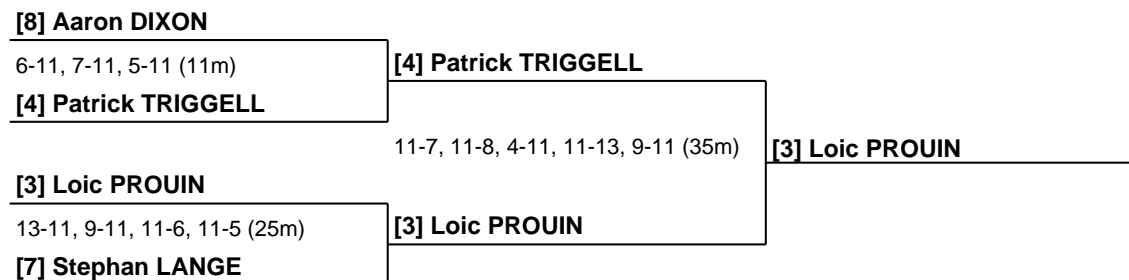 [8] Aaron DIXON
6-11, 7-11, 5-11 (11m)
[4] Patrick TRIGGELL
[4] Patrick TRIGGELL
11-7, 11-8, 4-11, 11-13, 9-11 (35m)
[3] Loic PROUIN
[3] Loic PROUIN
13-11, 9-11, 11-6, 11-5 (25m)
[3] Loic PROUIN
[7] Stephan LANGE